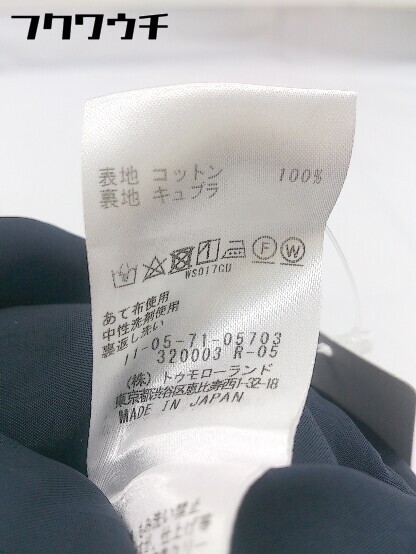 フクワウチ
表地 コットン 100%
裏地 キュプラ
F W
WS017CU
あて布使用
中性洗剤使用
裏返し洗い
11-05-71-05703
320003 R-05
(株)トゥモローランド
東京都渋谷区恵比寿西1-32-18
MADE IN JAPAN